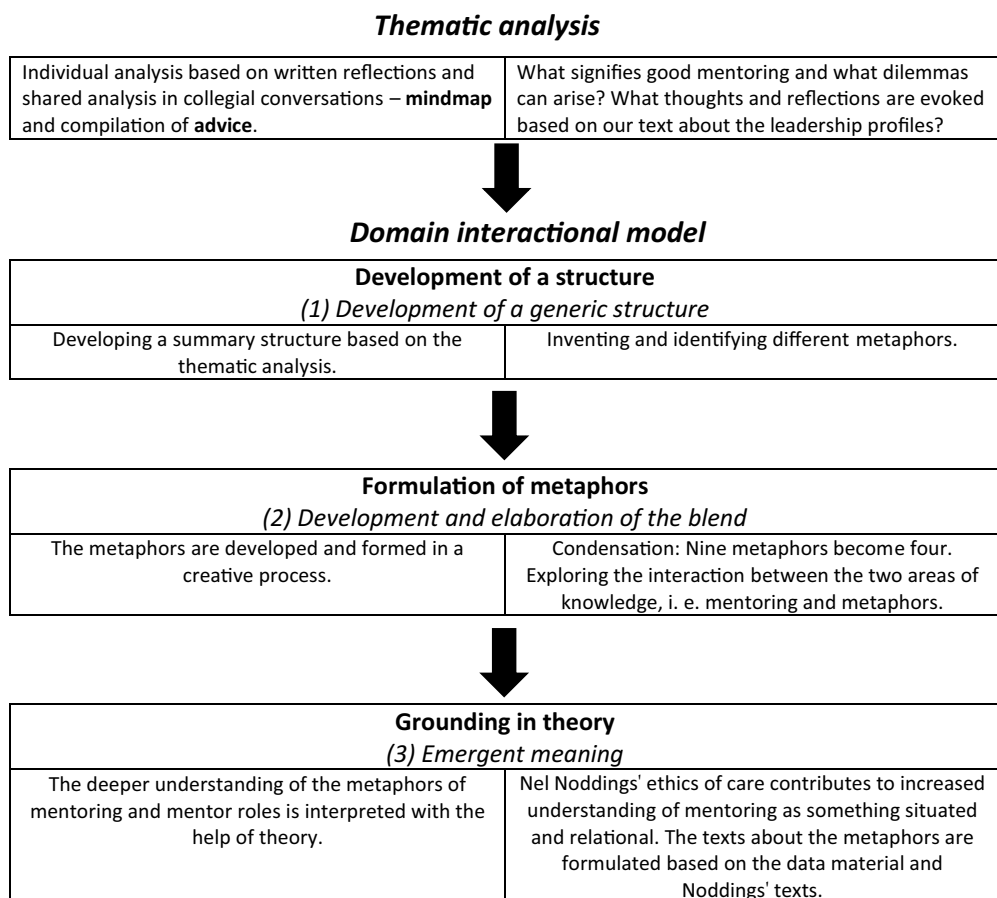 Thematic analysis
Individual analysis based on written reflections and
shared analysis in collegial conversations – mindmap
and compilation of advice.
What signifies good mentoring and what dilemmas
can arise? What thoughts and reflections are evoked
based on our text about the leadership profiles?
Domain interactional model
Development of a structure
(1) Development of a generic structure
Developing a summary structure based on the
thematic analysis.
Inventing and identifying different metaphors.
Formulation of metaphors
(2) Development and elaboration of the blend
The metaphors are developed and formed in a
creative process.
Condensation: Nine metaphors become four.
Exploring the interaction between the two areas of
knowledge, i. e. mentoring and metaphors.
Grounding in theory
(3) Emergent meaning
The deeper understanding of the metaphors of
mentoring and mentor roles is interpreted with the
help of theory.
Nel Noddings' ethics of care contributes to increased
understanding of mentoring as something situated
and relational. The texts about the metaphors are
formulated based on the data material and
Noddings' texts.